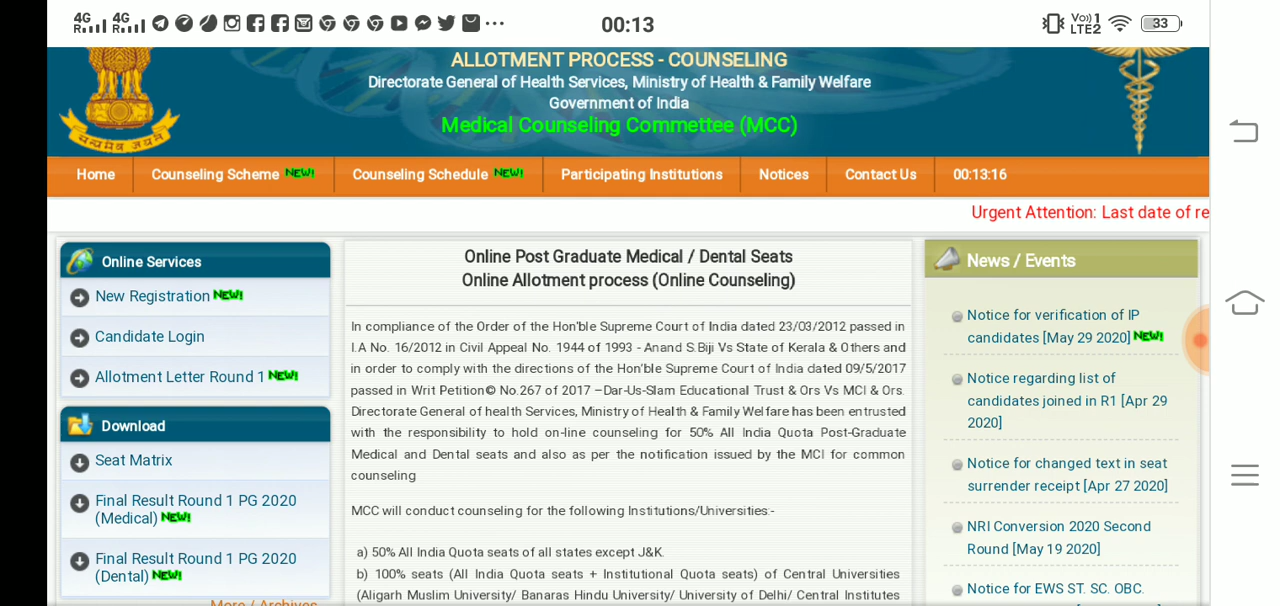 4G 4G 00:13 Vo)) 1 LTE2 33
ALLOTMENT PROCESS - COUNSELING
Directorate General of Health Services, Ministry of Health & Family Welfare
Government of India
Medical Counseling Commettee (MCC)
सत्यमेव जयते
Home Counseling Scheme NEW! Counseling Schedule NEW! Participating Institutions Notices Contact Us 00:13:16
Urgent Attention: Last date of re
Online Services
New Registration NEW!
Candidate Login
Allotment Letter Round 1 NEW!
Download
Seat Matrix
Final Result Round 1 PG 2020
(Medical) NEW!
Final Result Round 1 PG 2020
(Dental) NEW!
More / Archives
Online Post Graduate Medical / Dental Seats
Online Allotment process (Online Counseling)
In compliance of the Order of the Hon'ble Supreme Court of India dated 23/03/2012 passed in
I.A No. 16/2012 in Civil Appeal No. 1944 of 1993 - Anand S.Biji Vs State of Kerala & Others and
in order to comply with the directions of the Hon'ble Supreme Court of India dated 09/5/2017
passed in Writ Petition© No.267 of 2017 –Dar-Us-Slam Educational Trust & Ors Vs MCI & Ors.
Directorate General of health Services, Ministry of Health & Family Welfare has been entrusted
with the responsibility to hold on-line counseling for 50% All India Quota Post-Graduate
Medical and Dental seats and also as per the notification issued by the MCI for common
counseling
MCC will conduct counseling for the following Institutions/Universities:-
a) 50% All India Quota seats of all states except J&K.
b) 100% seats (All India Quota seats + Institutional Quota seats) of Central Universities
(Aligarh Muslim University/ Banaras Hindu University/ University of Delhi/ Central Institutes
News / Events
Notice for verification of IP
candidates [May 29 2020] NEW!
Notice regarding list of
candidates joined in R1 [Apr 29
2020]
Notice for changed text in seat
surrender receipt [Apr 27 2020]
NRI Conversion 2020 Second
Round [May 19 2020]
Notice for EWS ST. SC. OBC.